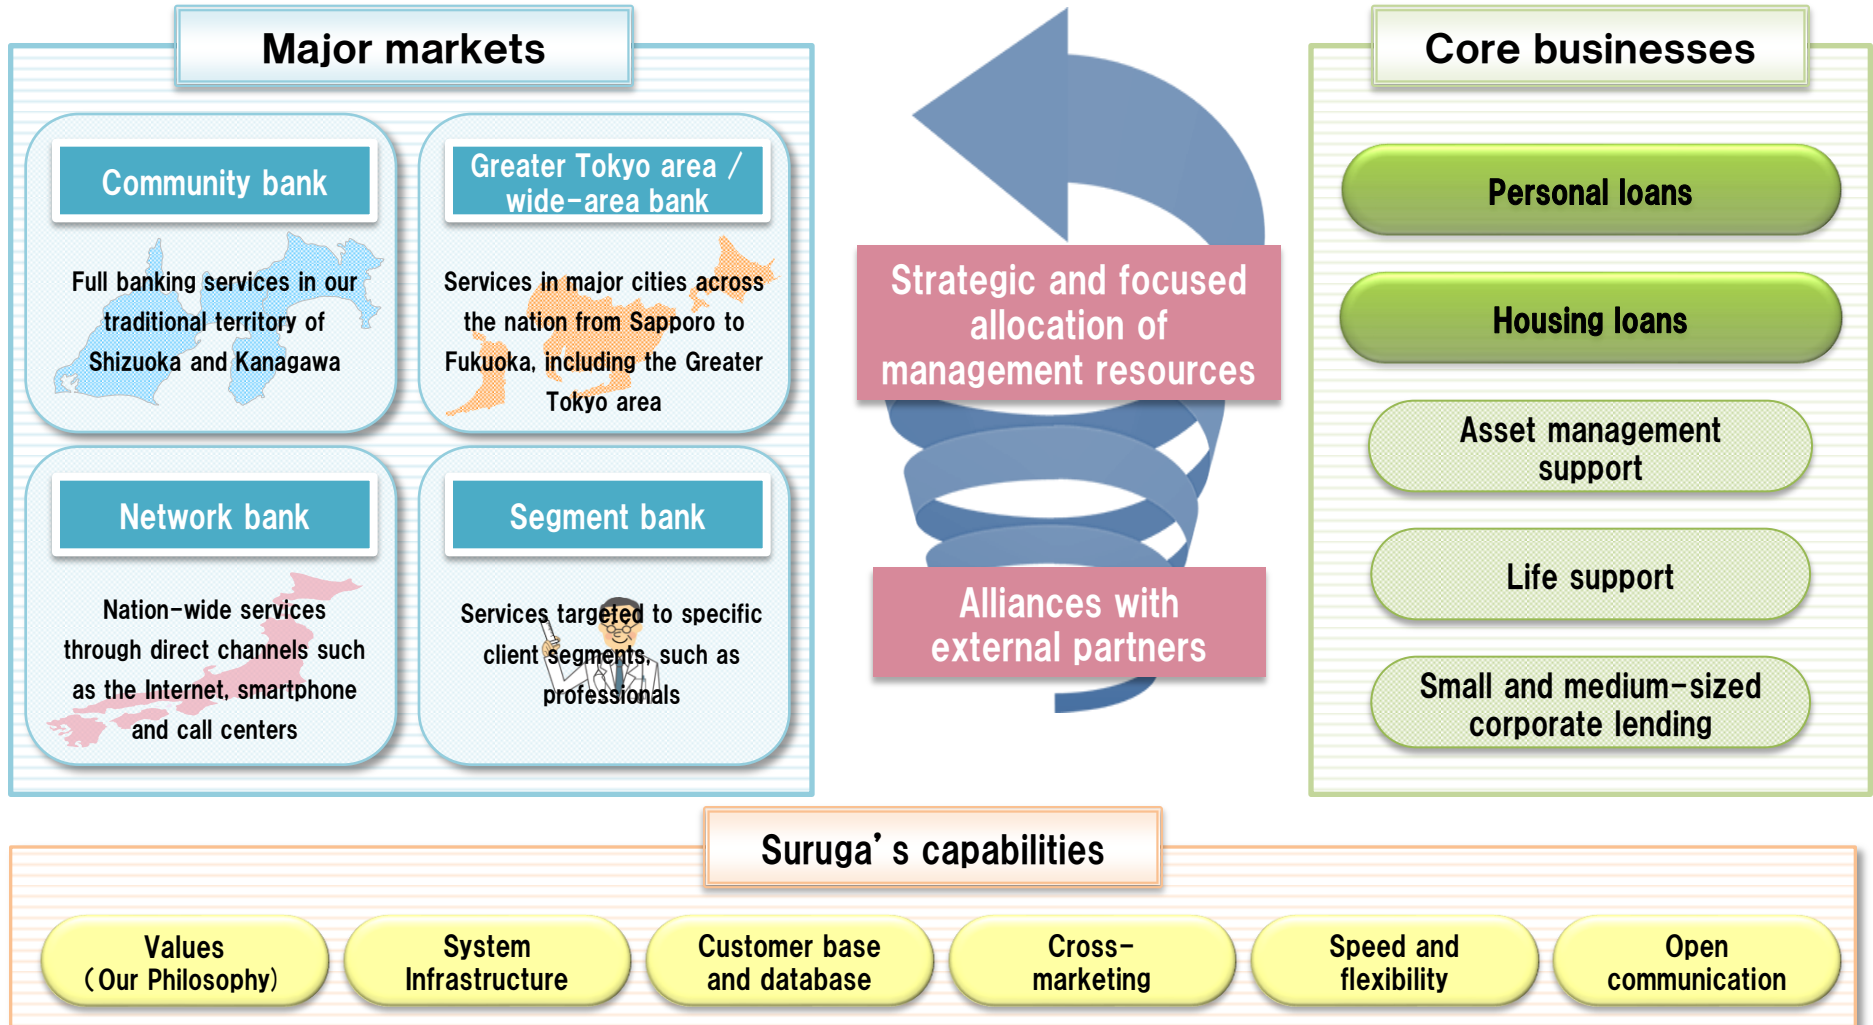 Major markets
Community bank
Full banking services in our
traditional territory of
Shizuoka and Kanagawa
Greater Tokyo area /
wide-area bank
Services in major cities across
the nation from Sapporo to
Fukuoka, including the Greater
Tokyo area
Network bank
Nation-wide services
through direct channels such
as the Internet, smartphone
and call centers
Segment bank
Services targeted to specific
client segments, such as
professionals
Strategic and focused
allocation of
management resources
Alliances with
external partners
Core businesses
Personal loans
Housing loans
Asset management
support
Life support
Small and medium-sized
corporate lending
Suruga's capabilities
Values
(Our Philosophy)
System
Infrastructure
Customer base
and database
Cross-
marketing
Speed and
flexibility
Open
communication